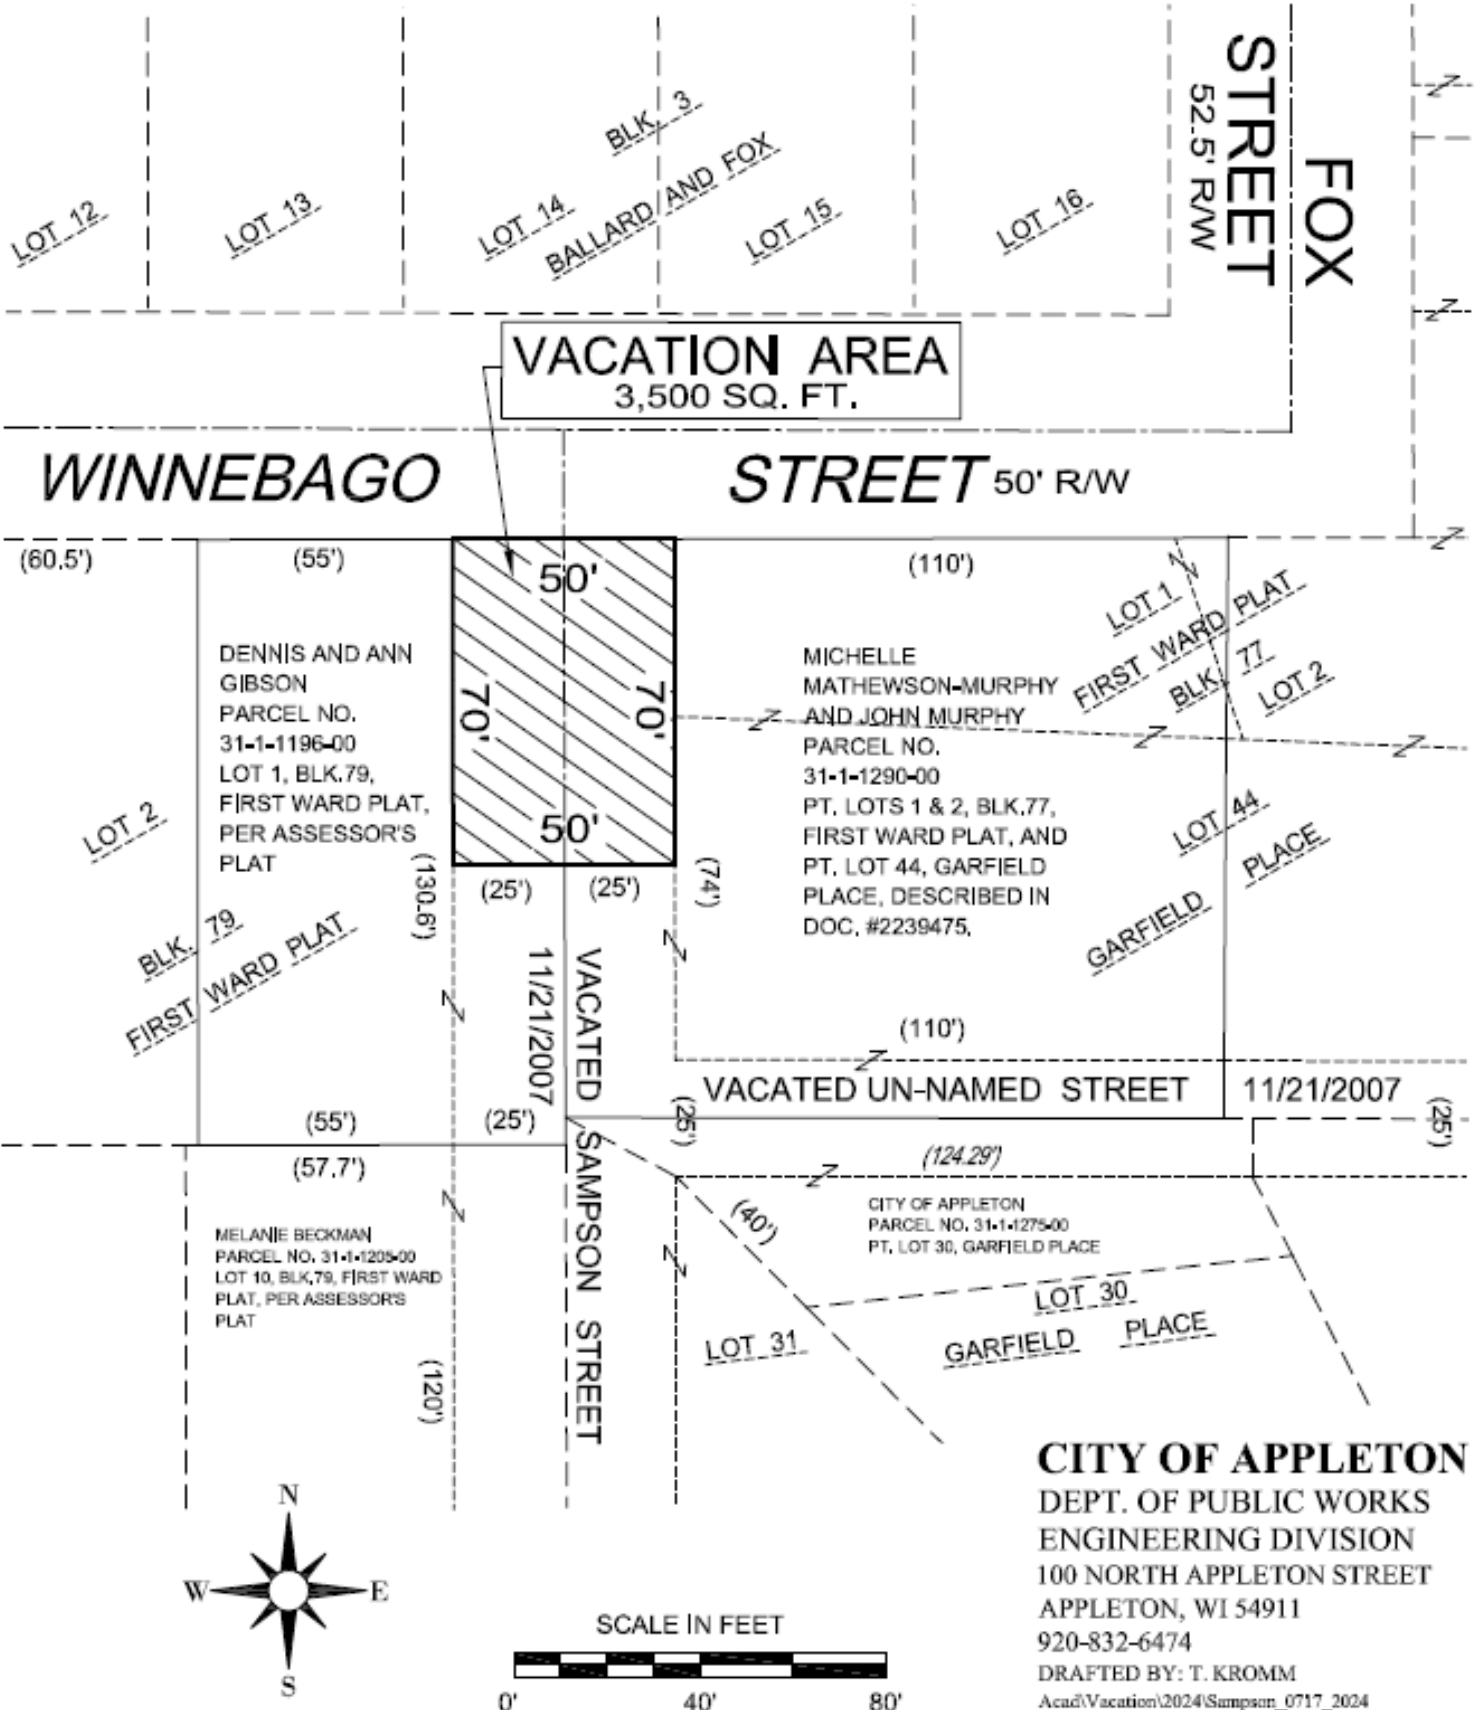 STREET
52.5' R/W
FOX
BLK. 3
BALLARD AND FOX
LOT 12
LOT 13
LOT 14
LOT 15
LOT 16
VACATION AREA
3,500 SQ. FT.
WINNEBAGO STREET 50' R/W
(60.5')
(55')
50'
(110')
LOT 1
FIRST WARD PLAT
BLK. 77
LOT 2
DENNIS AND ANN
GIBSON
PARCEL NO.
31-1-1196-00
LOT 1, BLK.79,
FIRST WARD PLAT,
PER ASSESSOR'S
PLAT
70'
70'
MICHELLE
MATHEWSON-MURPHY
AND JOHN MURPHY
PARCEL NO.
31-1-1290-00
PT. LOTS 1 & 2, BLK.77,
FIRST WARD PLAT, AND
PT. LOT 44, GARFIELD
PLACE, DESCRIBED IN
DOC. #2239475,
LOT 2
50'
LOT 44
GARFIELD PLACE
(130.6')
(25')
(25')
(74')
BLK. 79
FIRST WARD PLAT
VACATED SAMPSON STREET
11/21/2007
(110')
VACATED UN-NAMED STREET 11/21/2007
(55')
(25')
(25')
(25')
(57.7')
(124.29')
MELANIE BECKMAN
PARCEL NO. 31-1-1205-00
LOT 10, BLK.79, FIRST WARD
PLAT, PER ASSESSOR'S
PLAT
(40')
CITY OF APPLETON
PARCEL NO. 31-1-1275-00
PT. LOT 30, GARFIELD PLACE
LOT 30
GARFIELD PLACE
LOT 31
(120')
N
W
E
S
SCALE IN FEET
0' 40' 80'
CITY OF APPLETON
DEPT. OF PUBLIC WORKS
ENGINEERING DIVISION
100 NORTH APPLETON STREET
APPLETON, WI 54911
920-832-6474
DRAFTED BY: T. KROMM
Acad\Vacation\2024\Sampson_0717_2024